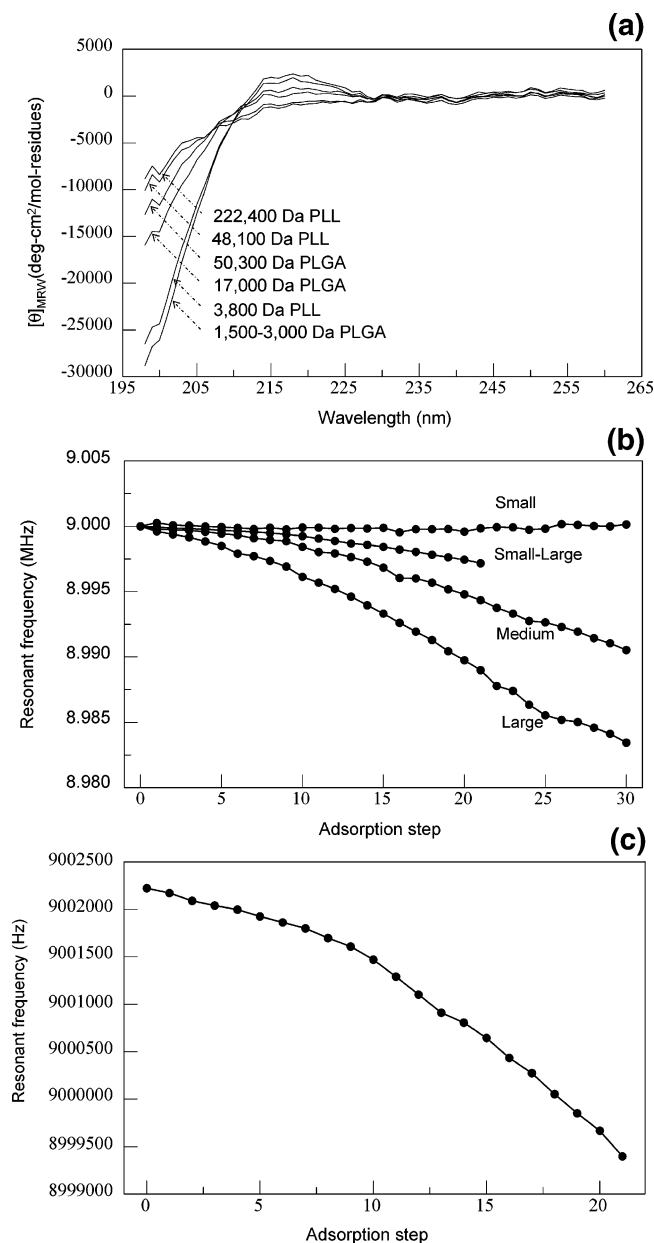 (a)
5000
0
-5000
-10000
-15000
-20000
-25000
-30000
[θ]MRW(deg-cm²/mol-residues)
222,400 Da PLL
48,100 Da PLL
50,300 Da PLGA
17,000 Da PLGA
3,800 Da PLL
1,500-3,000 Da PLGA
195 205 215 225 235 245 255 265
Wavelength (nm)
(b)
9.005
9.000
8.995
8.990
8.985
8.980
Resonant frequency (MHz)
Small
Small-Large
Medium
Large
0 5 10 15 20 25 30
Adsorption step
(c)
9002500
9002000
9001500
9001000
9000500
9000000
8999500
8999000
Resonant frequency (Hz)
0 5 10 15 20
Adsorption step